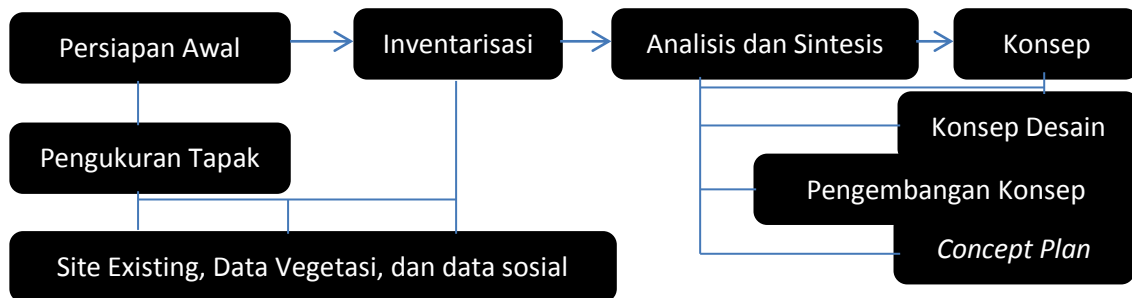 Persiapan Awal
Inventarisasi
Analisis dan Sintesis
Konsep
Pengukuran Tapak
Konsep Desain
Pengembangan Konsep
Concept Plan
Site Existing, Data Vegetasi, dan data sosial